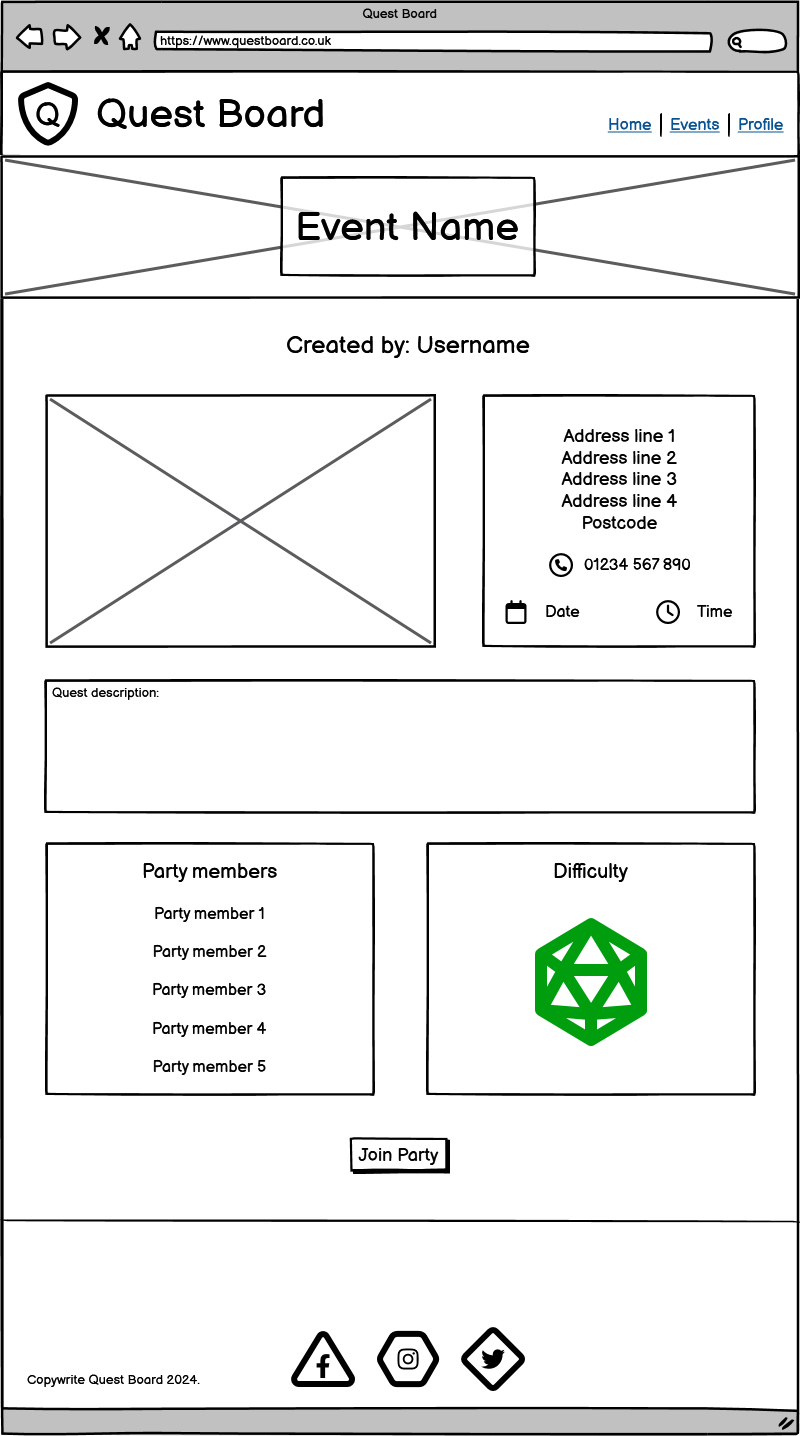 Quest Board
https://www.questboard.co.uk
Q Quest Board
Home | Events | Profile
Event Name
Created by: Username
Address line 1
Address line 2
Address line 3
Address line 4
Postcode
01234 567 890
Date Time
Quest description:
Party members
Party member 1
Party member 2
Party member 3
Party member 4
Party member 5
Difficulty
Join Party
Copywrite Quest Board 2024.